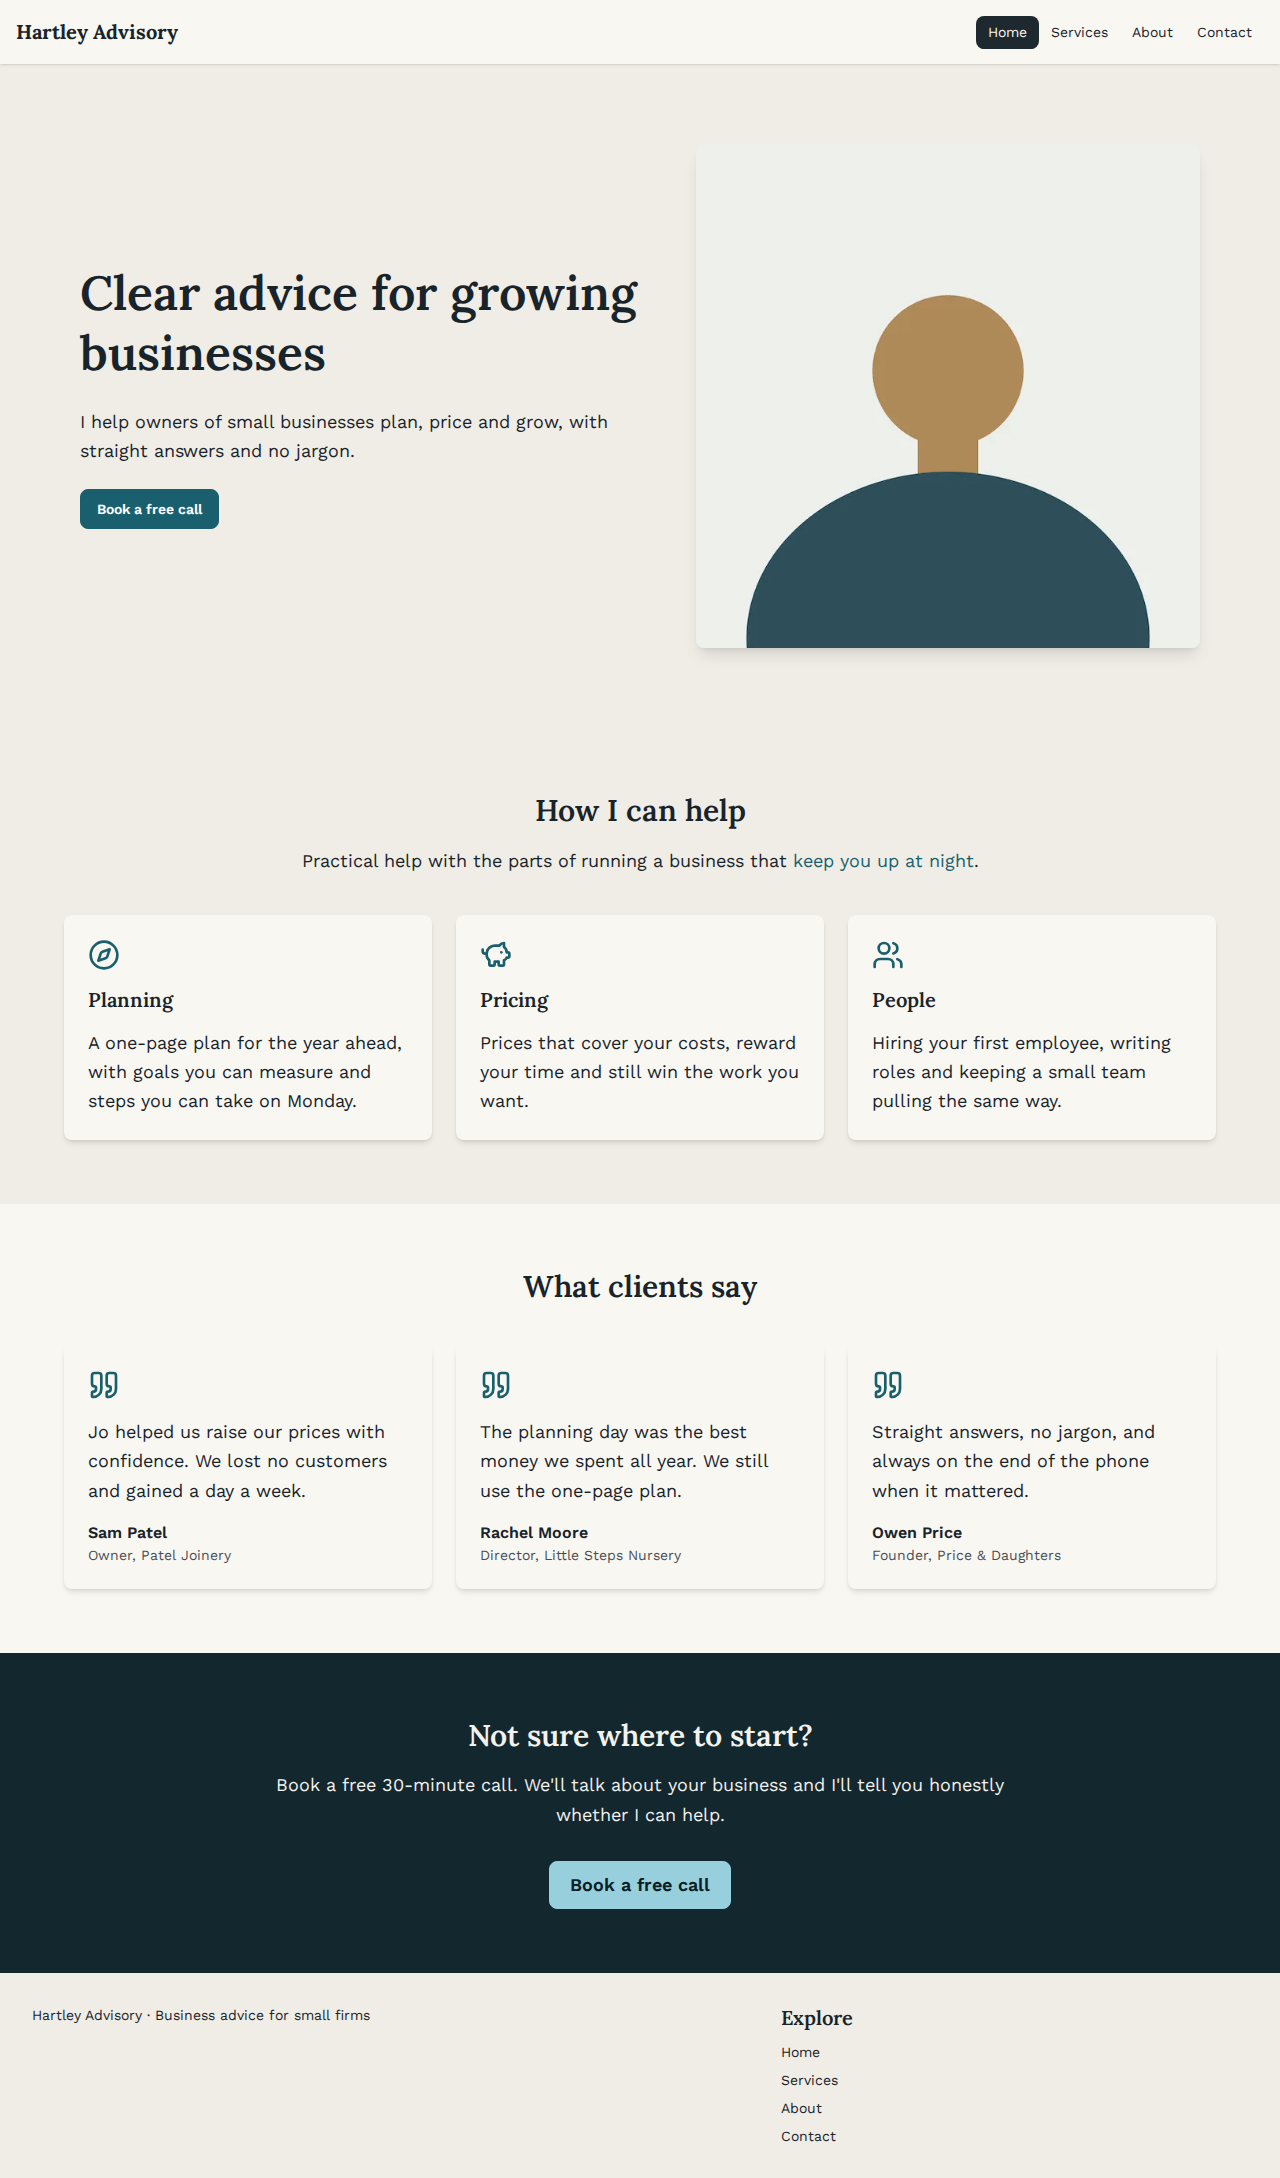 Hartley Advisory
Home Services About Contact
Clear advice for growing
businesses
I help owners of small businesses plan, price and grow, with
straight answers and no jargon.
Book a free call
How I can help
Practical help with the parts of running a business that keep you up at night.
Planning
A one-page plan for the year ahead,
with goals you can measure and
steps you can take on Monday.
Pricing
Prices that cover your costs, reward
your time and still win the work you
want.
People
Hiring your first employee, writing
roles and keeping a small team
pulling the same way.
What clients say
Jo helped us raise our prices with
confidence. We lost no customers
and gained a day a week.
Sam Patel
Owner, Patel Joinery
The planning day was the best
money we spent all year. We still
use the one-page plan.
Rachel Moore
Director, Little Steps Nursery
Straight answers, no jargon, and
always on the end of the phone
when it mattered.
Owen Price
Founder, Price & Daughters
Not sure where to start?
Book a free 30-minute call. We'll talk about your business and I'll tell you honestly
whether I can help.
Book a free call
Hartley Advisory · Business advice for small firms
Explore
Home
Services
About
Contact